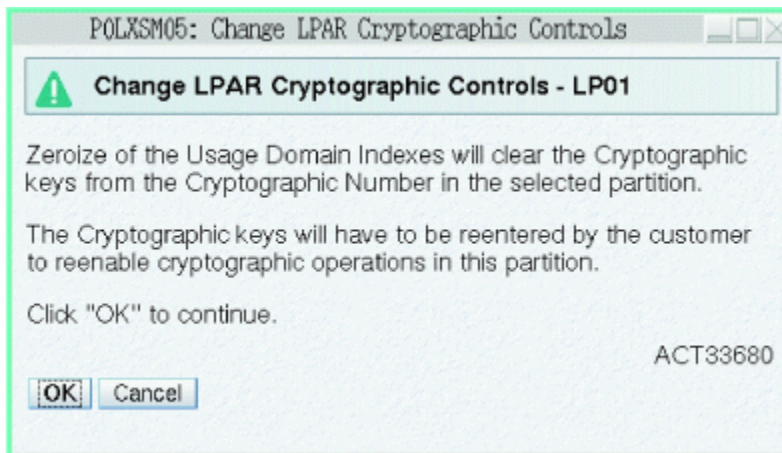 P0LXSM05: Change LPAR Cryptographic Controls
Change LPAR Cryptographic Controls - LP01
Zeroize of the Usage Domain Indexes will clear the Cryptographic
keys from the Cryptographic Number in the selected partition.
The Cryptographic keys will have to be reentered by the customer
to reenable cryptographic operations in this partition.
Click "OK" to continue.
ACT33680
OK Cancel